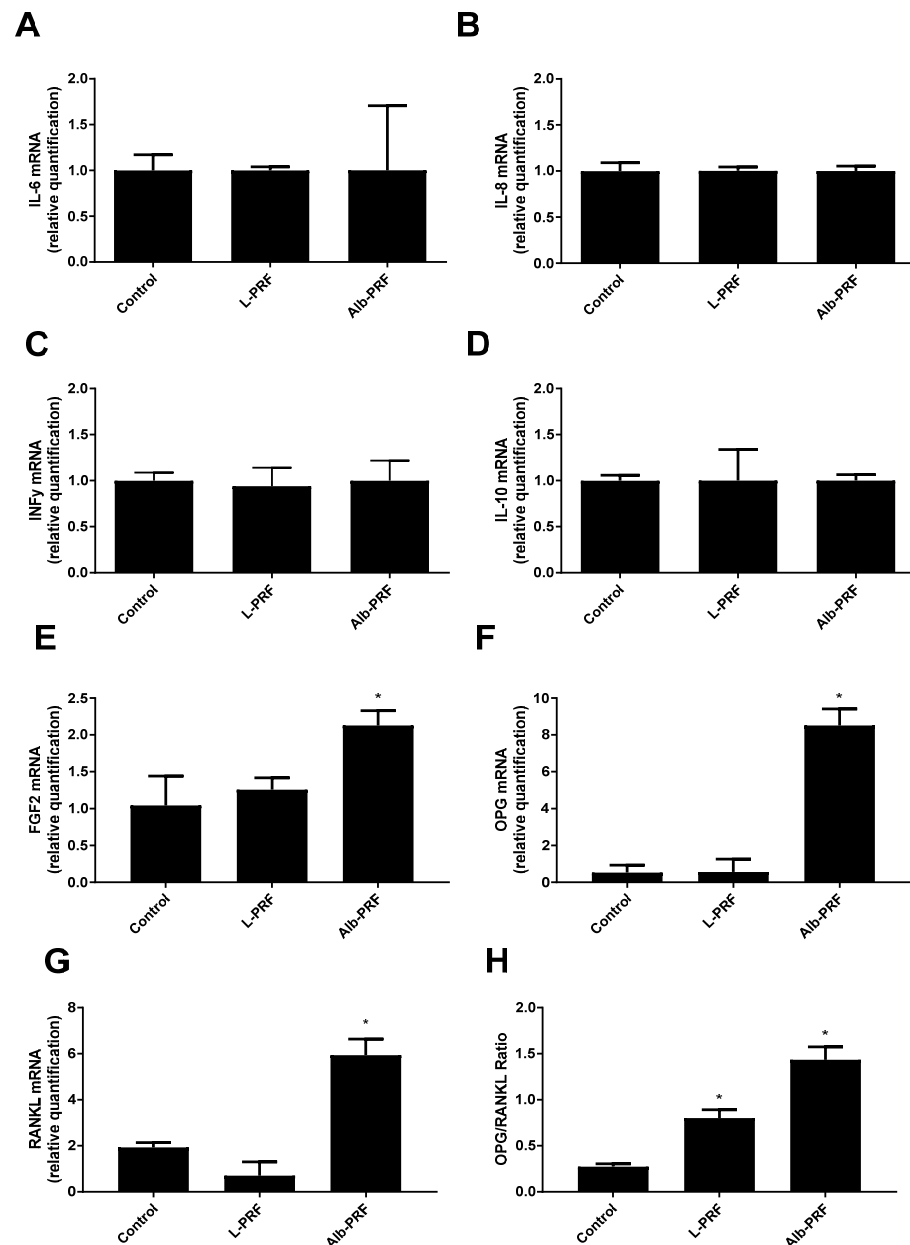 A
IL-6 mRNA
(relative quantification)
2.0
1.5
1.0
0.5
0.0
Control
L-PRF
Alb-PRF
B
IL-8 mRNA
(relative quantification)
2.0
1.5
1.0
0.5
0.0
Control
L-PRF
Alb-PRF
C
INFy mRNA
(relative quantification)
2.0
1.5
1.0
0.5
0.0
Control
L-PRF
Alb-PRF
D
IL-10 mRNA
(relative quantification)
2.0
1.5
1.0
0.5
0.0
Control
L-PRF
Alb-PRF
E
FGF2 mRNA
(relative quantification)
2.5
2.0
1.5
1.0
0.5
0.0
*
Control
L-PRF
Alb-PRF
F
OPG mRNA
(relative quantification)
10
8
6
4
2
0
*
Control
L-PRF
Alb-PRF
G
RANKL mRNA
(relative quantification)
8
6
4
2
0
*
Control
L-PRF
Alb-PRF
H
OPG/RANKL Ratio
2.0
1.5
1.0
0.5
0.0
*
*
Control
L-PRF
Alb-PRF